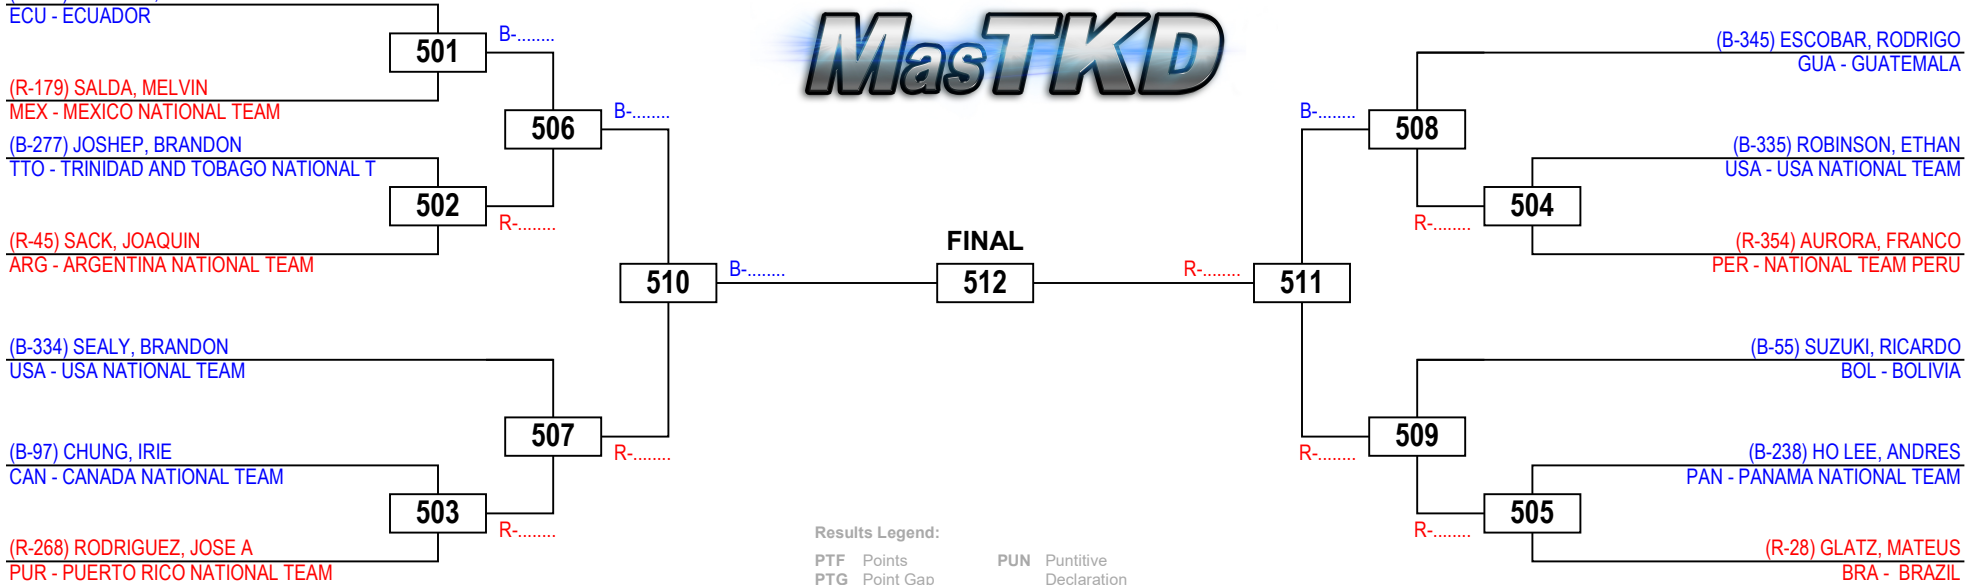 ECU - ECUADOR
501
B-........
(R-179) SALDA, MELVIN
MEX - MEXICO NATIONAL TEAM
506
B-........
(B-277) JOSHEP, BRANDON
TTO - TRINIDAD AND TOBAGO NATIONAL T
502
R-........
(R-45) SACK, JOAQUIN
ARG - ARGENTINA NATIONAL TEAM
510
B-........
(B-334) SEALY, BRANDON
USA - USA NATIONAL TEAM
507
R-........
(B-97) CHUNG, IRIE
CAN - CANADA NATIONAL TEAM
503
R-........
(R-268) RODRIGUEZ, JOSE A
PUR - PUERTO RICO NATIONAL TEAM
MasTKD
FINAL
512
Results Legend:
PTF Points
PTG Point Gap
PUN Puntitive
Declaration
(B-345) ESCOBAR, RODRIGO
GUA - GUATEMALA
B-........
508
(B-335) ROBINSON, ETHAN
USA - USA NATIONAL TEAM
504
R-........
(R-354) AURORA, FRANCO
PER - NATIONAL TEAM PERU
R-........
511
(B-55) SUZUKI, RICARDO
BOL - BOLIVIA
509
R-........
(B-238) HO LEE, ANDRES
PAN - PANAMA NATIONAL TEAM
505
R-........
(R-28) GLATZ, MATEUS
BRA - BRAZIL